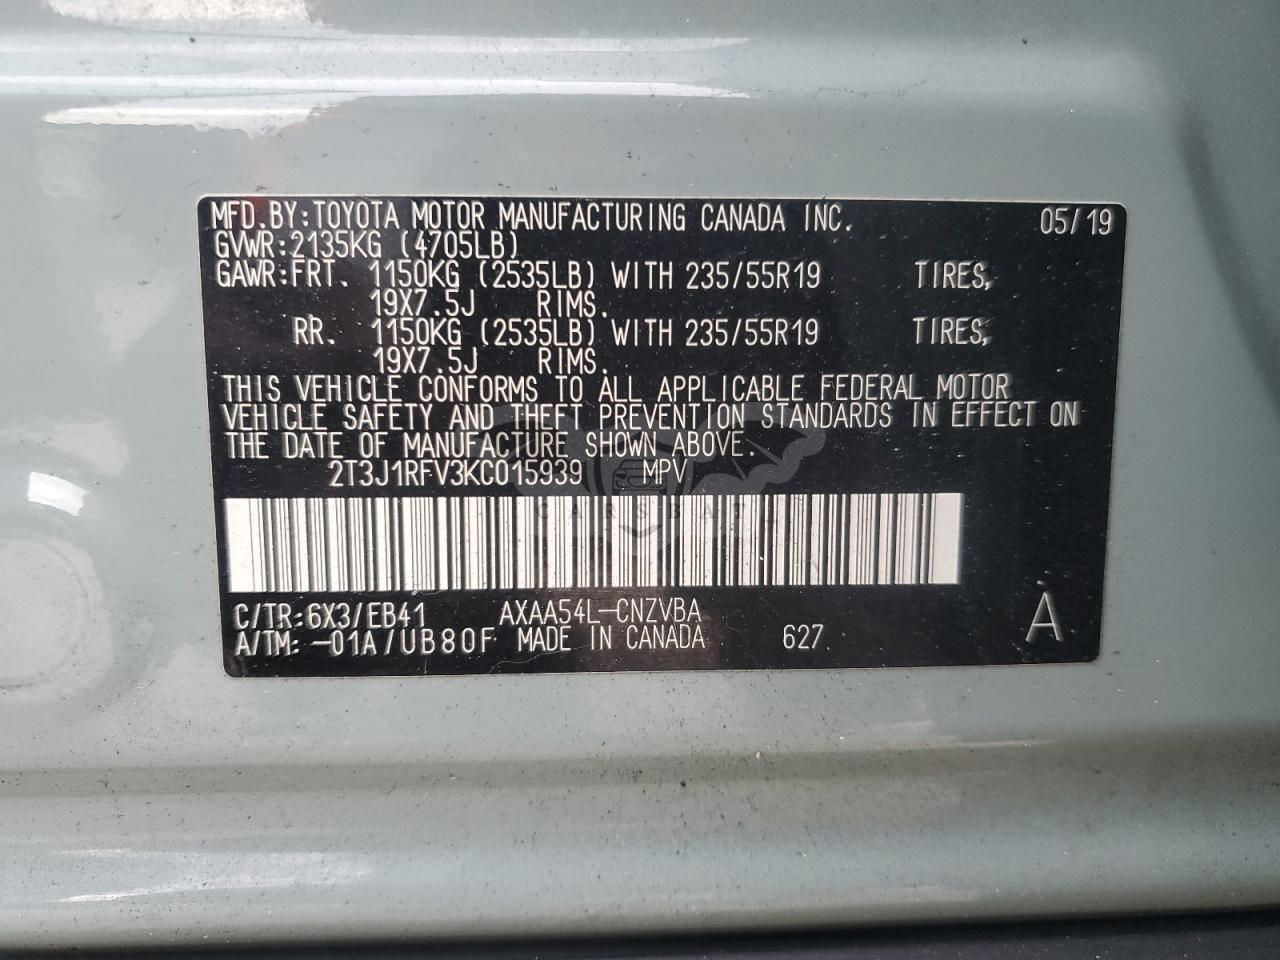 MFD.BY:TOYOTA MOTOR MANUFACTURING CANADA INC. 05/19
GVWR:2135KG (4705LB)
GAWR:FRT. 1150KG (2535LB) WITH 235/55R19 TIRES,
19X7.5J RIMS.
RR. 1150KG (2535LB) WITH 235/55R19 TIRES,
19X7.5J RIMS.
THIS VEHICLE CONFORMS TO ALL APPLICABLE FEDERAL MOTOR
VEHICLE SAFETY AND THEFT PREVENTION STANDARDS IN EFFECT ON
THE DATE OF MANUFACTURE SHOWN ABOVE.
2T3J1RFV3KC015939 MPV
CARSBAT
C/TR:6X3/EB41 AXAA54L-CNZVBA
A/TM:-01A/UB80F MADE IN CANADA 627 A